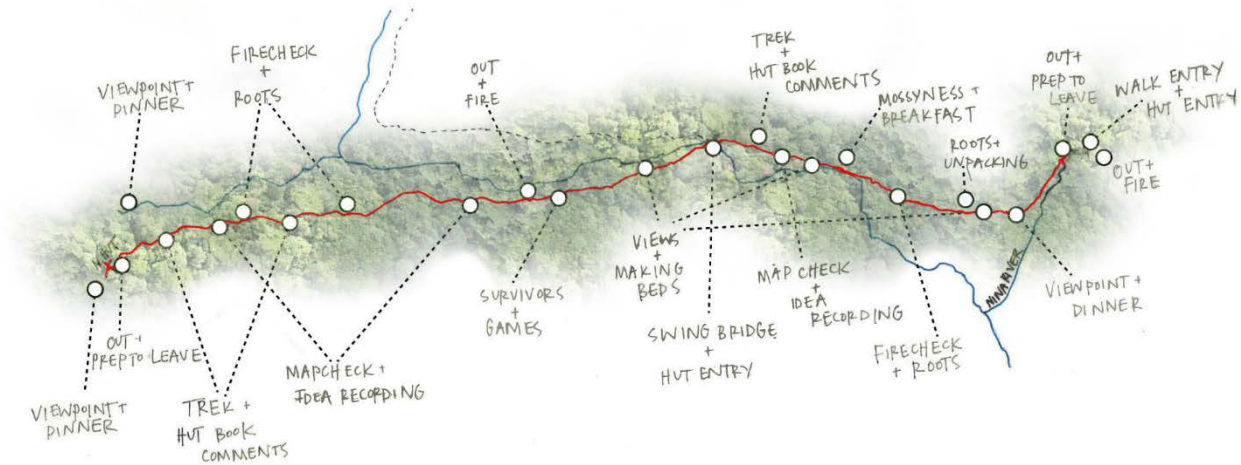 VIEWPOINT +
DINNER
FIRECHECK
+
ROOTS
OUT
+
FIRE
TREK
+
HUT BOOK
COMMENTS
MOSSYNESS +
BREAKFAST
ROOTS +
UNPACKING
OUT +
PREP TO
LEAVE
WALK ENTRY
+
HUT ENTRY
OUT +
FIRE
OUT +
PREP TO LEAVE
VIEWPOINT +
DINNER
TREK +
HUT BOOK
COMMENTS
MAPCHECK +
IDEA RECORDING
SURVIVORS
+
GAMES
VIEWS
+
MAKING
BEDS
SWING BRIDGE
+
HUT ENTRY
MAP CHECK
+
IDEA
RECORDING
FIRECHECK
+ ROOTS
NINA RIVER
VIEWPOINT +
DINNER